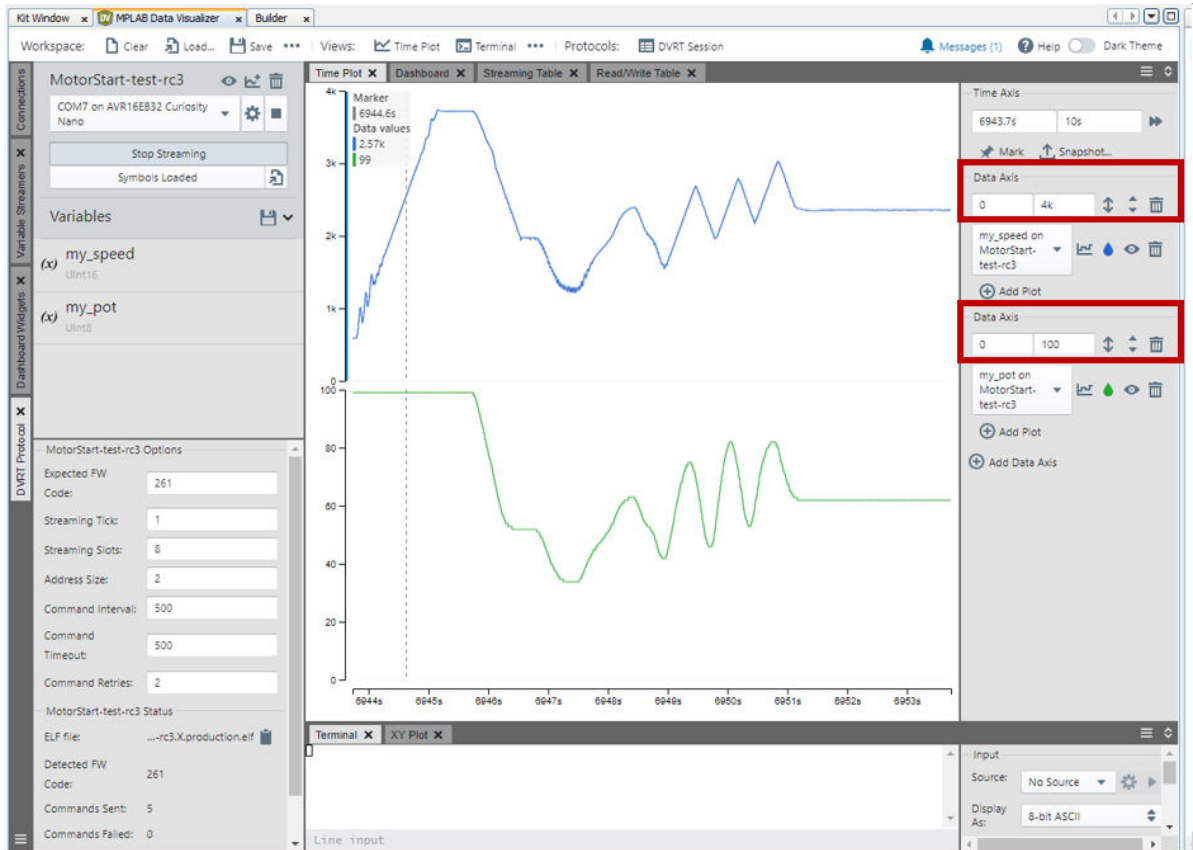 Kit Window x MPLAB Data Visualizer x Builder x
Workspace: Clear Load... Save ••• Views: Time Plot Terminal ••• Protocols: DVRT Session Messages (1) Help Dark Theme
Connections
Variable Streamers
Dashboard Widgets
DVRT Protocol
MotorStart-test-rc3
COM7 on AVR16EB32 Curiosity
Nano
Stop Streaming
Symbols Loaded
Variables
(x) my_speed
Uint16
(x) my_pot
Uint8
MotorStart-test-rc3 Options
Expected FW
Code: 261
Streaming Tick: 1
Streaming Slots: 8
Address Size: 2
Command Interval: 500
Command
Timeout: 500
Command Retries: 2
MotorStart-test-rc3 Status
ELF file: ...-rc3.X.production.elf
Detected FW
Code: 261
Commands Sent: 5
Commands Failed: 0
Time Plot X Dashboard X Streaming Table X Read/Write Table X
Marker
6944.6s
Data values
2.57k
99
4k
3k
2k
1k
0
100
80
60
40
20
0
6944s 6945s 6946s 6947s 6948s 6949s 6950s 6951s 6952s 6953s
Time Axis
6943.7s 10s
Mark Snapshot...
Data Axis
0 4k
my_speed on
MotorStart-
test-rc3
Add Plot
Data Axis
0 100
my_pot on
MotorStart-
test-rc3
Add Plot
Add Data Axis
Terminal X XY Plot X
Line input
Input
Source: No Source
Display
As: 8-bit ASCII